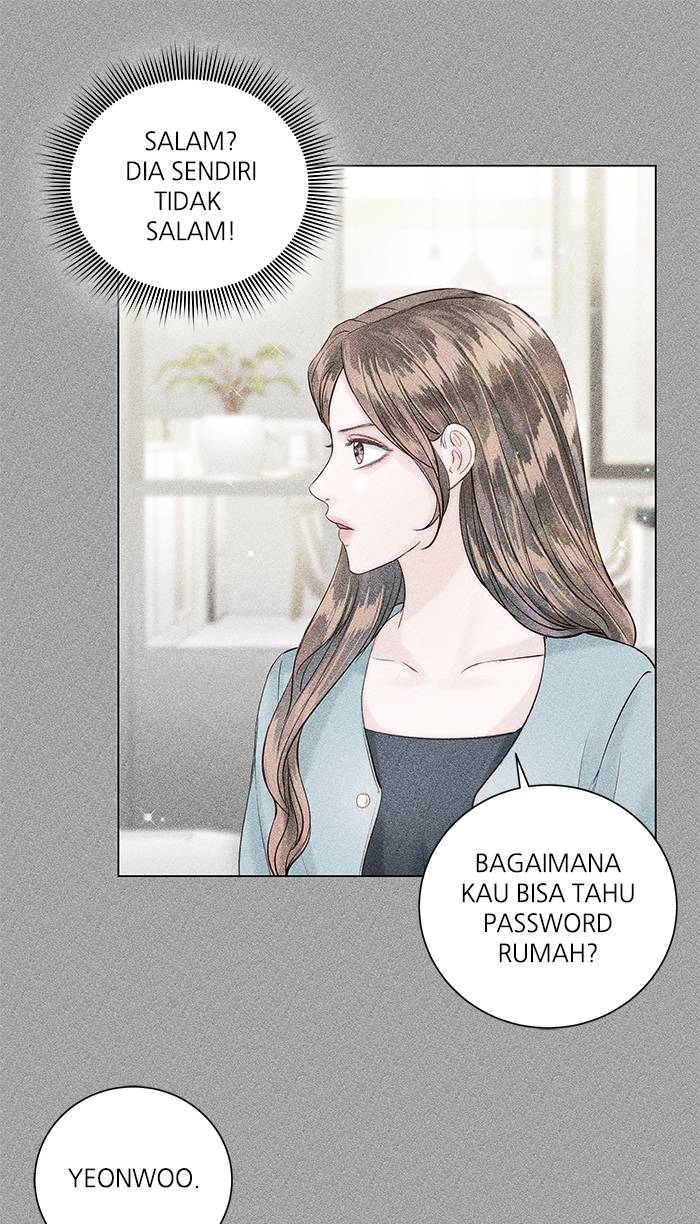 SALAM?
DIA SENDIRI
TIDAK
SALAM!
BAGAIMANA
KAU BISA TAHU
PASSWORD
RUMAH?
YEONWOO.